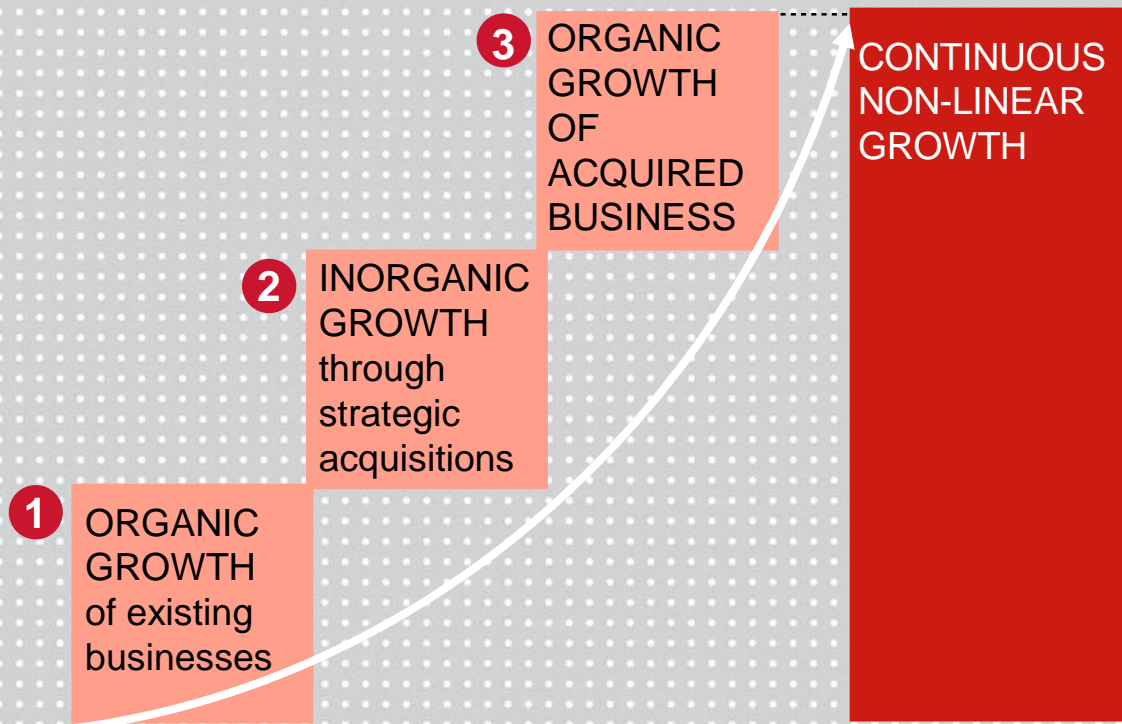 3
ORGANIC
GROWTH
OF
ACQUIRED
BUSINESS
CONTINUOUS
NON-LINEAR
GROWTH
2
INORGANIC
GROWTH
through
strategic
acquisitions
1
ORGANIC
GROWTH
of existing
businesses